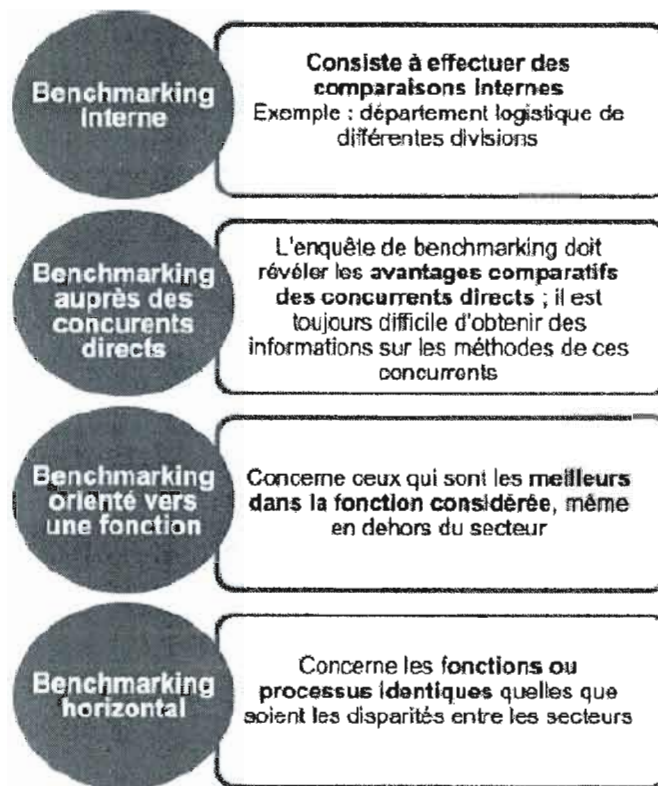 Benchmarking
Interne
Consiste à effectuer des
comparaisons internes
Exemple : département logistique de
différentes divisions
Benchmarking
auprès des
concurents
directs
L'enquête de benchmarking doit
révéler les avantages comparatifs
des concurrents directs ; il est
toujours difficile d'obtenir des
informations sur les méthodes de ces
concurrents
Benchmarking
orienté vers
une fonction
Concerne ceux qui sont les meilleurs
dans la fonction considérée, même
en dehors du secteur
Benchmarking
horizontal
Concerne les fonctions ou
processus identiques quelles que
soient les disparités entre les secteurs